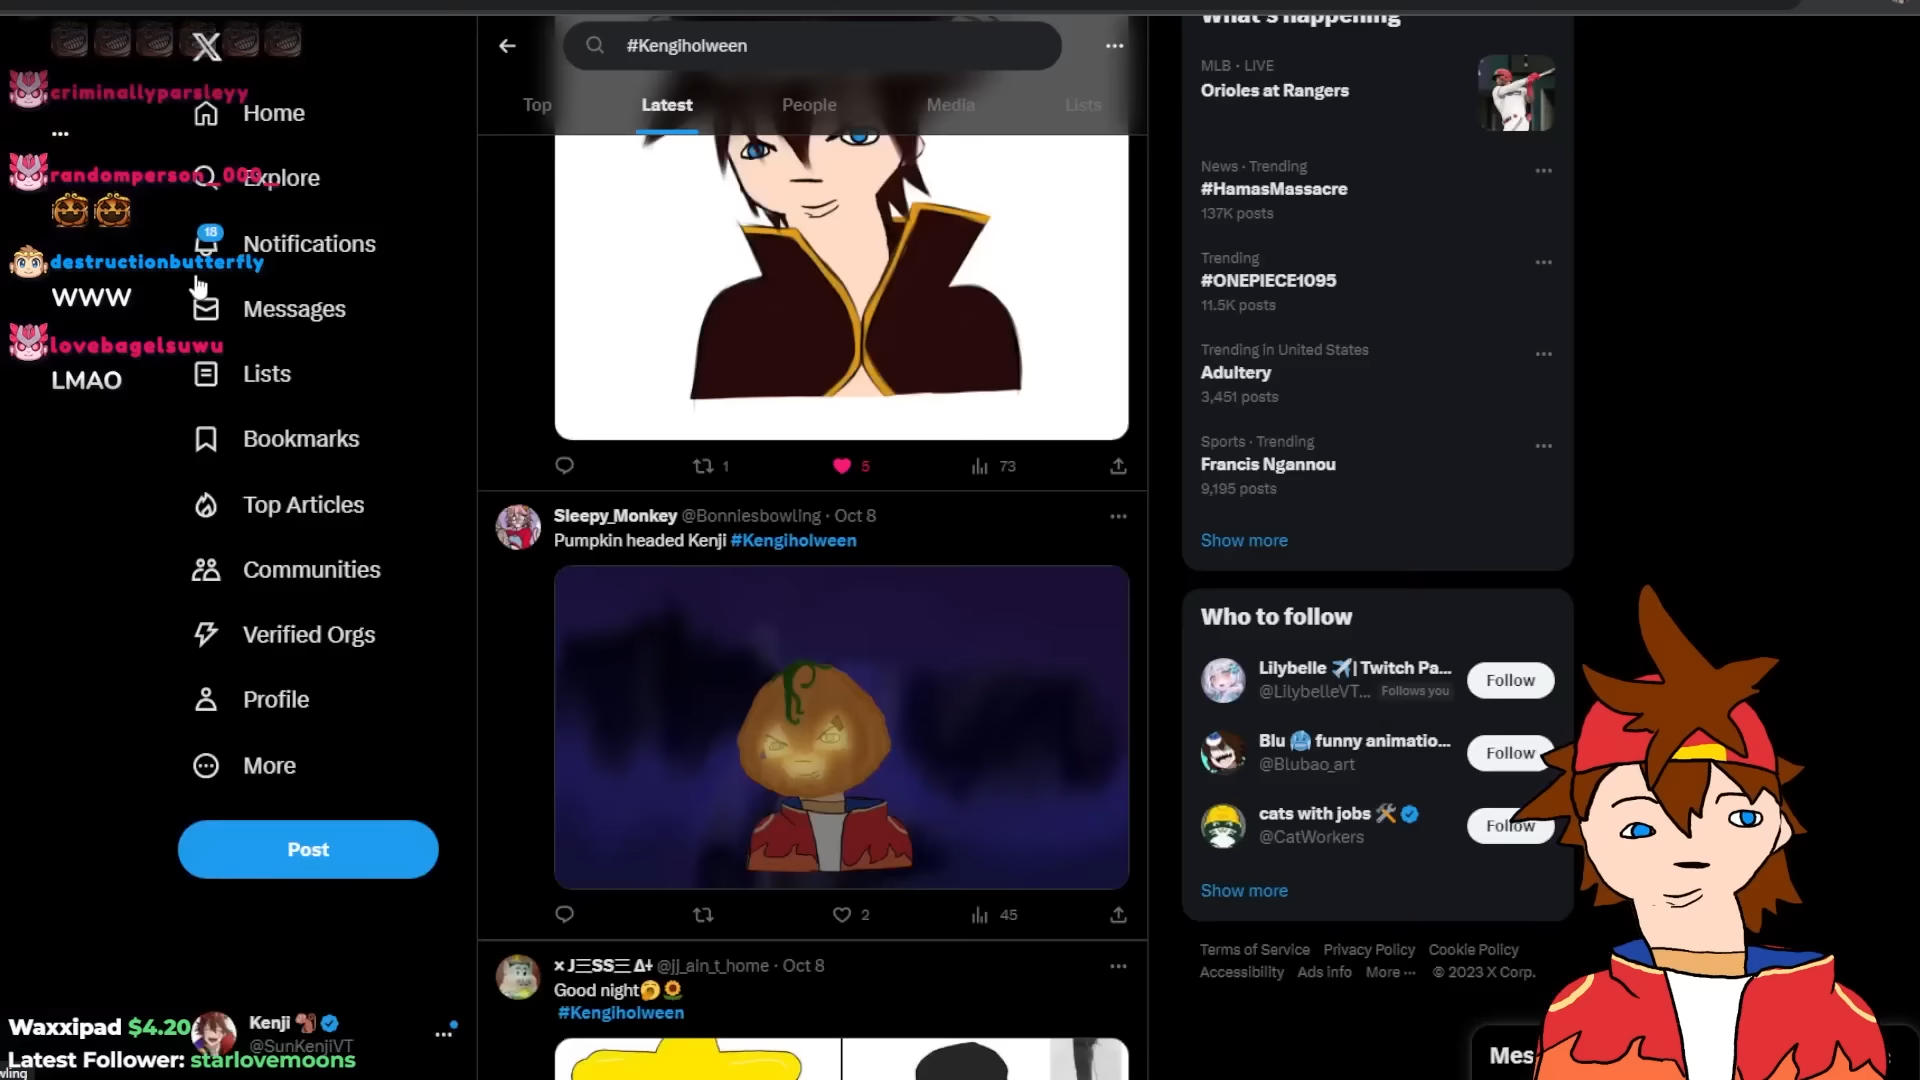 criminallyparsleyy
...
randomperson_000_
destructionbutterfly
WWW
lovebagelsuwu
LMAO
Home
Explore
18
Notifications
Messages
Lists
Bookmarks
Top Articles
Communities
Verified Orgs
Profile
More
Post
Waxxipad $4.20
Kenji
@SunKenjiVT
Latest Follower: starlovemoons
wling
#Kengiholween
Top
Latest
People
Media
Lists
1
5
73
Sleepy_Monkey @Bonniesbowling · Oct 8
Pumpkin headed Kenji #Kengiholween
2
45
× J☰SS☰ Δ⸸ @jj_ain_t_home · Oct 8
Good night🥱🌻
#Kengiholween
What's happening
MLB · LIVE
Orioles at Rangers
News · Trending
#HamasMassacre
137K posts
Trending
#ONEPIECE1095
11.5K posts
Trending in United States
Adultery
3,451 posts
Sports · Trending
Francis Ngannou
9,195 posts
Show more
Who to follow
Lilybelle ✈️| Twitch Pa...
@LilybelleVT... Follows you
Follow
Blu 🥶 funny animatio...
@Blubao_art
Follow
cats with jobs 🛠️
@CatWorkers
Follow
Show more
Terms of Service Privacy Policy Cookie Policy
Accessibility Ads info More ··· © 2023 X Corp.
Mes